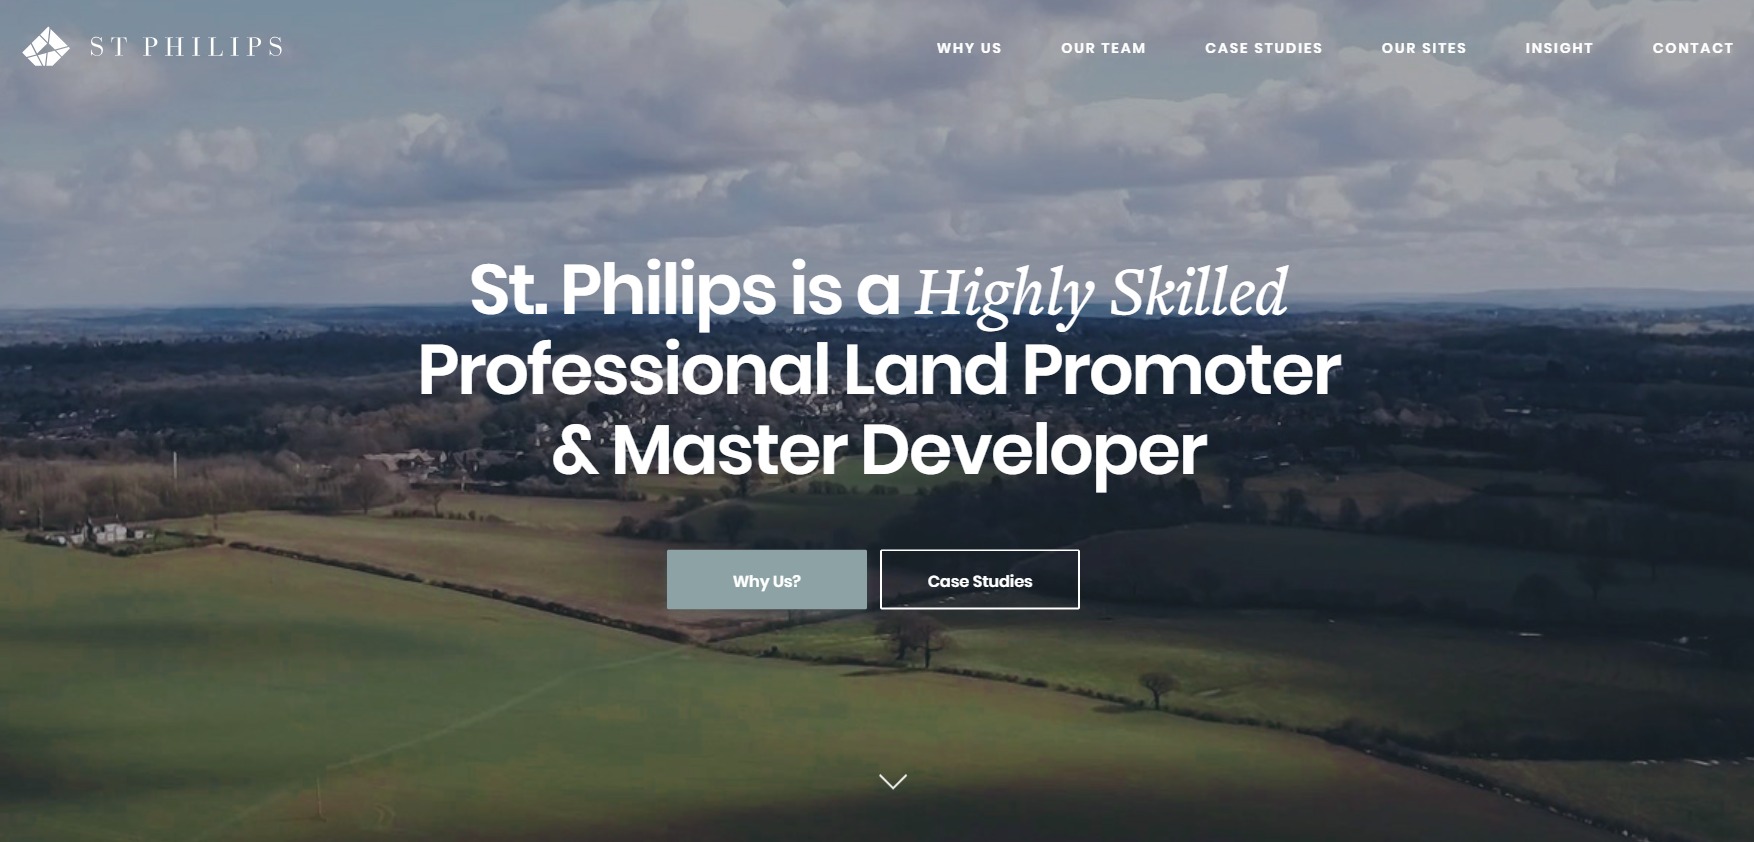 ST PHILIPS
WHY US
OUR TEAM
CASE STUDIES
OUR SITES
INSIGHT
CONTACT
St. Philips is a Highly Skilled
Professional Land Promoter
& Master Developer
Why Us?
Case Studies